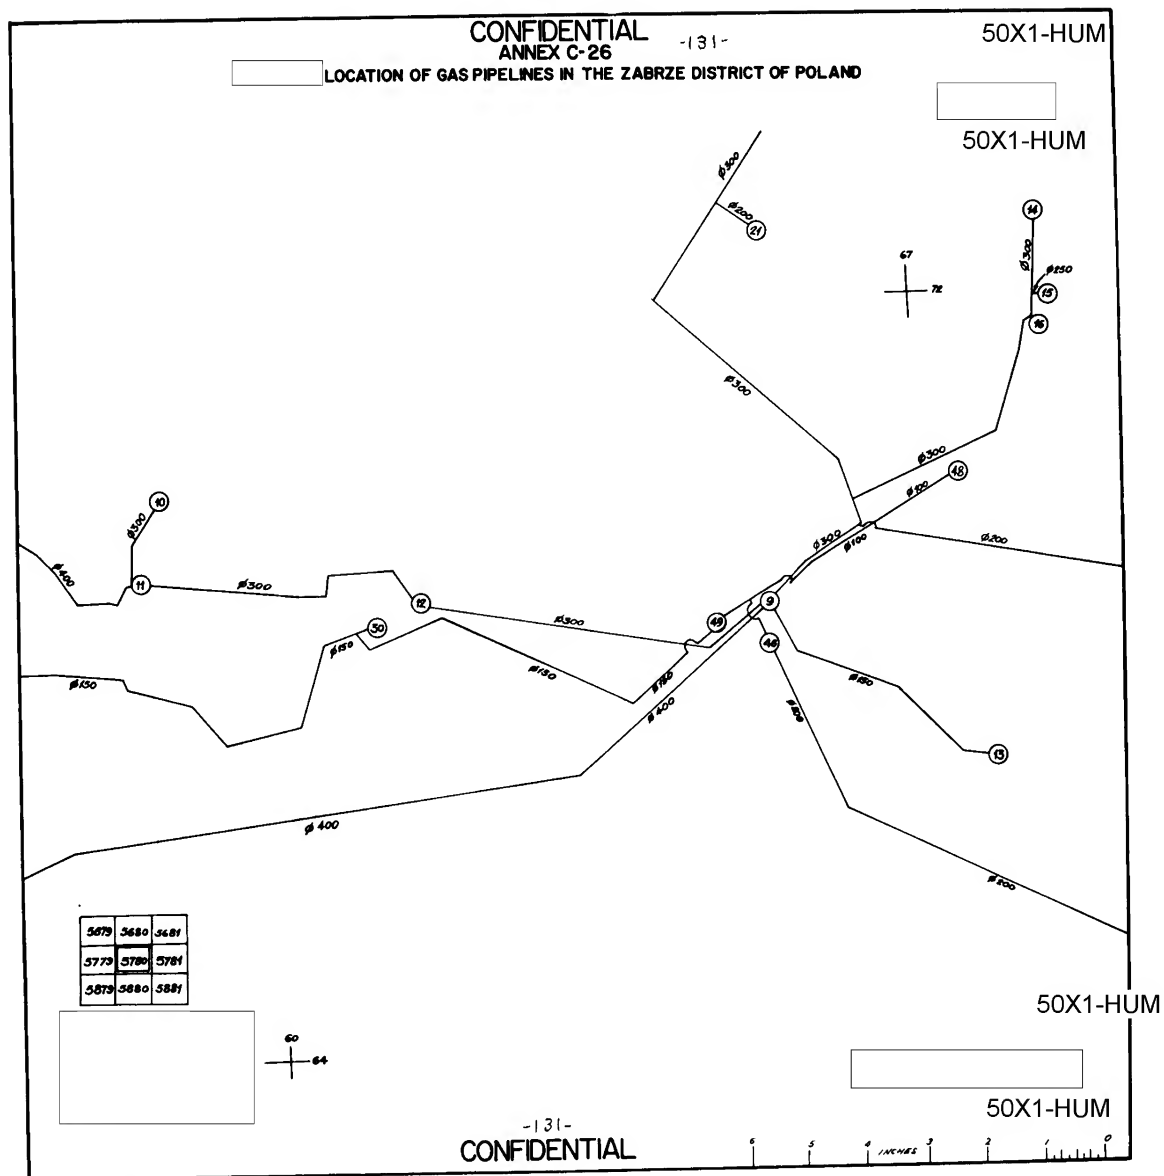 CONFIDENTIAL
-131-
50X1-HUM
ANNEX C-26
LOCATION OF GAS PIPELINES IN THE ZABRZE DISTRICT OF POLAND
50X1-HUM
ø300
ø200
21
14
ø300
67
72
ø250
15
16
ø300
ø300
48
ø100
10
ø300
ø300
ø100
ø200
ø400
11
ø300
12
9
ø300
49
50
ø150
46
ø150
ø150
ø150
ø150
ø400
ø200
13
ø400
ø200
5679 5680 5681
5779 5780 5781
5879 5880 5881
50X1-HUM
60
64
50X1-HUM
-131-
CONFIDENTIAL
6 5 4 INCHES 3 2 1 0